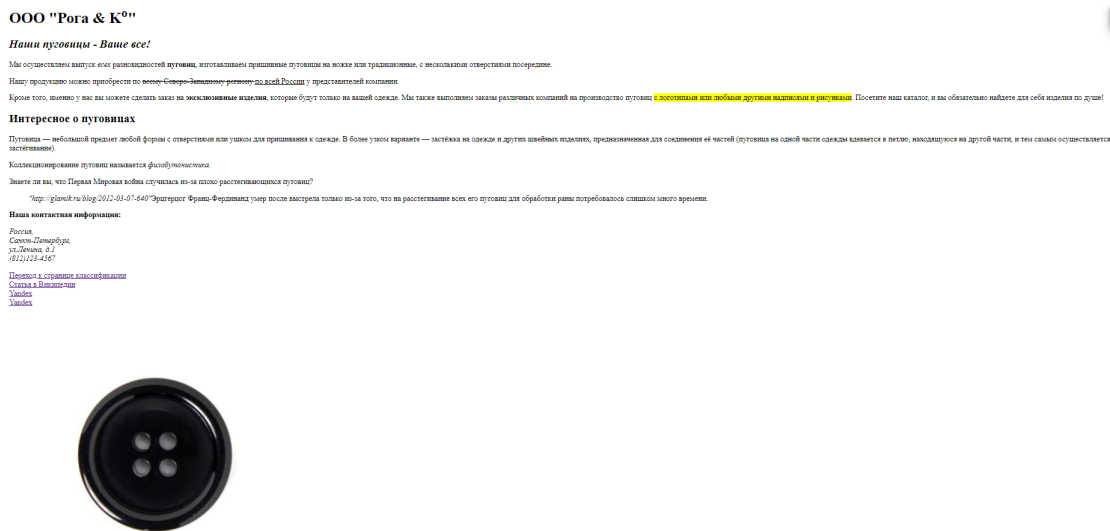 ООО "Рога & Kº"
Наши пуговицы - Ваше все!
Мы осуществляем выпуск всех разновидностей пуговиц, изготавливаем пришивные пуговицы на ножке или традиционные, с несколькими отверстиями посередине.
Нашу продукцию можно приобрести по всему Северо-Западному региону по всей России у представителей компании.
Кроме того, именно у нас вы можете сделать заказ на эксклюзивные изделия, которые будут только на вашей одежде. Мы также выполняем заказы различных компаний на производство пуговиц с логотипами или любыми другими надписями и рисунками. Посетите наш каталог, и вы обязательно найдете для себя изделия по душе!
Интересное о пуговицах
Пуговица — небольшой предмет любой формы с отверстиями или ушком для пришивания к одежде. В более узком варианте — застёжка на одежде и других швейных изделиях, предназначенная для соединения её частей (пуговица на одной части одежды вдевается в петлю, находящуюся на другой части, и тем самым осуществляется
застёгивание).
Коллекционирование пуговиц называется филобутонистика.
Знаете ли вы, что Первая Мировая война случилась из-за плохо расстегивающихся пуговиц?
"http://glamik.ru/blog/2012-03-07-640"Эрцгерцог Франц-Фердинанд умер после выстрела только из-за того, что на расстегивание всех его пуговиц для обработки раны потребовалось слишком много времени.
Наша контактная информация:
Россия,
Санкт-Петербург,
ул.Ленина, д.1
(812)123-4567
Переход к странице классификации
Статья в Википедии
Yandex
Yandex